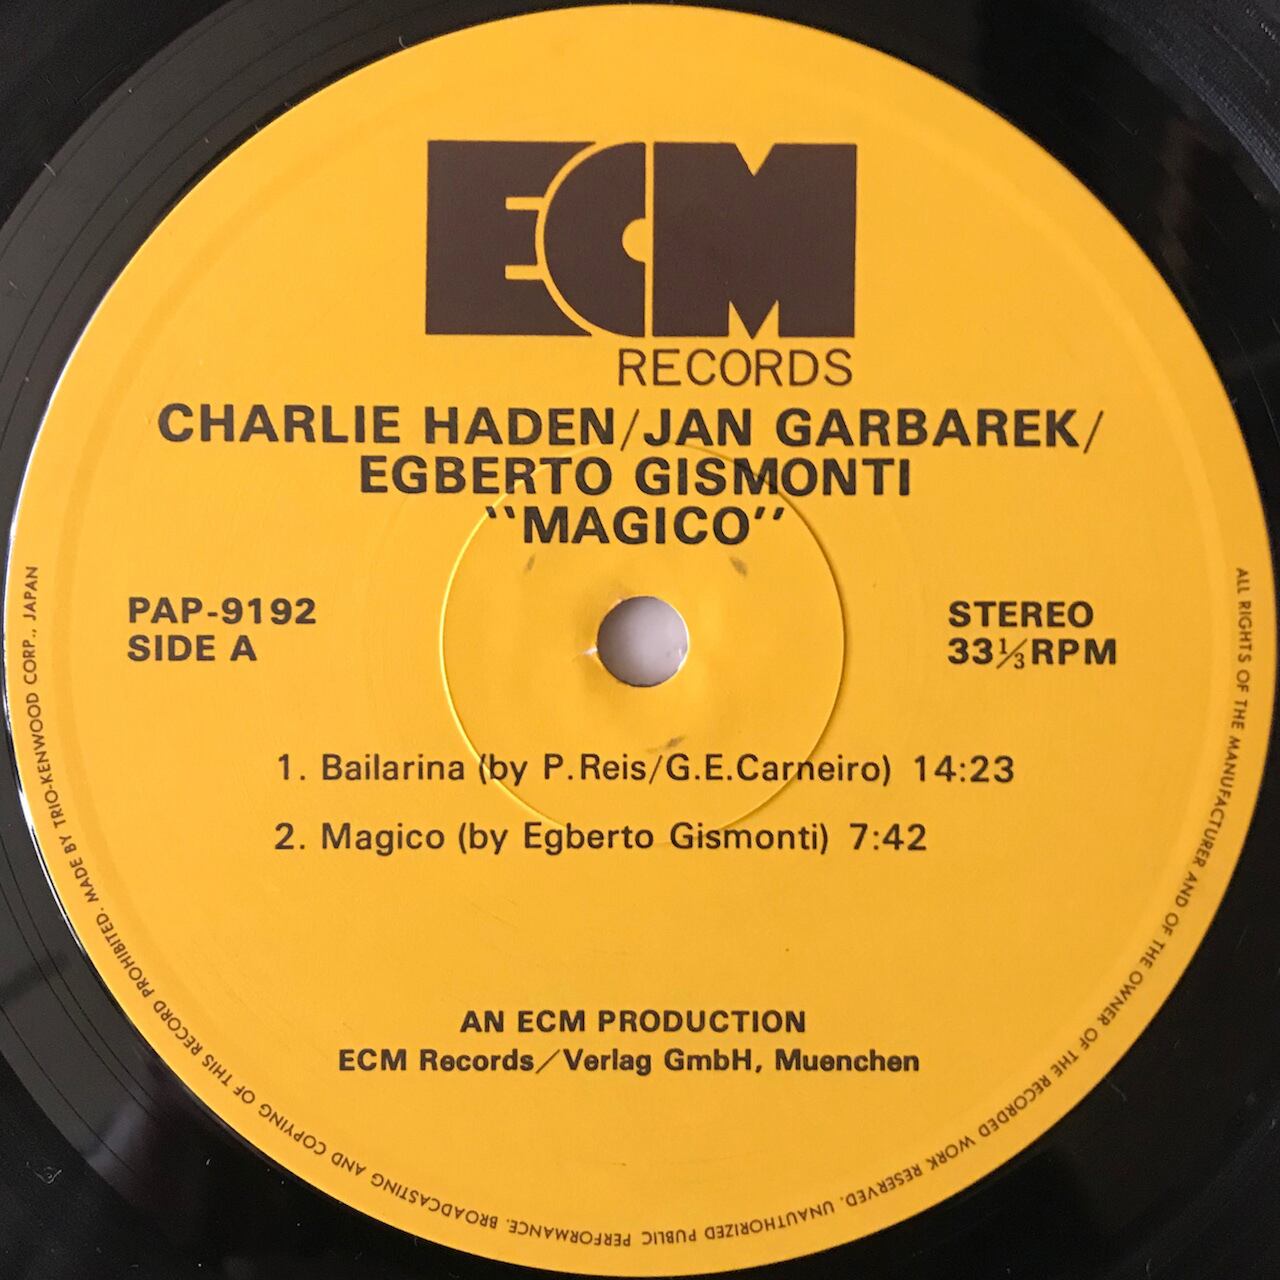 ECM
RECORDS
CHARLIE HADEN/JAN GARBAREK/
EGBERTO GISMONTI
"MAGICO"
PAP-9192
SIDE A
STEREO
33⅓RPM
1. Bailarina (by P.Reis/G.E.Carneiro) 14:23
2. Magico (by Egberto Gismonti) 7:42
AN ECM PRODUCTION
ECM Records/Verlag GmbH, Muenchen
ALL RIGHTS OF THE MANUFACTURER AND OF THE OWNER OF THE RECORDED WORK RESERVED. UNAUTHORIZED PUBLIC PERFORMANCE. BROADCASTING AND COPYING OF THIS RECORD PROHIBITED. MADE BY TRIO-KENWOOD CORP., JAPAN